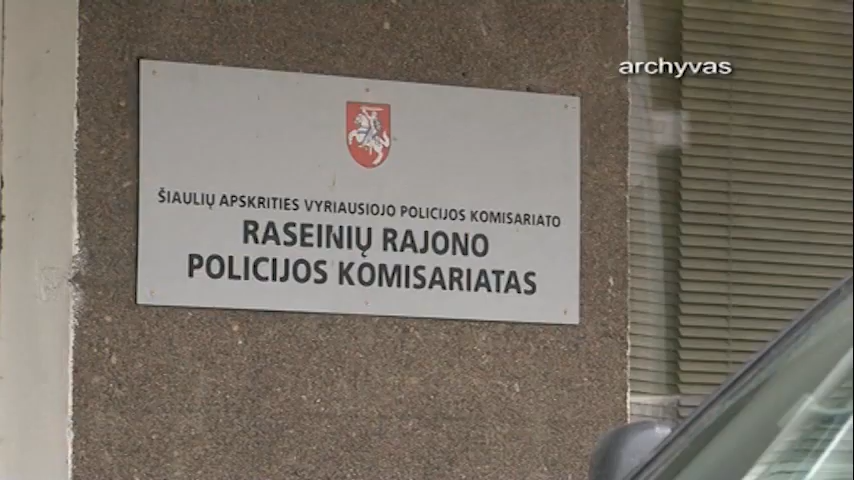 archyvas
ŠIAULIŲ APSKRITIES VYRIAUSIOJO POLICIJOS KOMISARIATO
RASEINIŲ RAJONO
POLICIJOS KOMISARIATAS